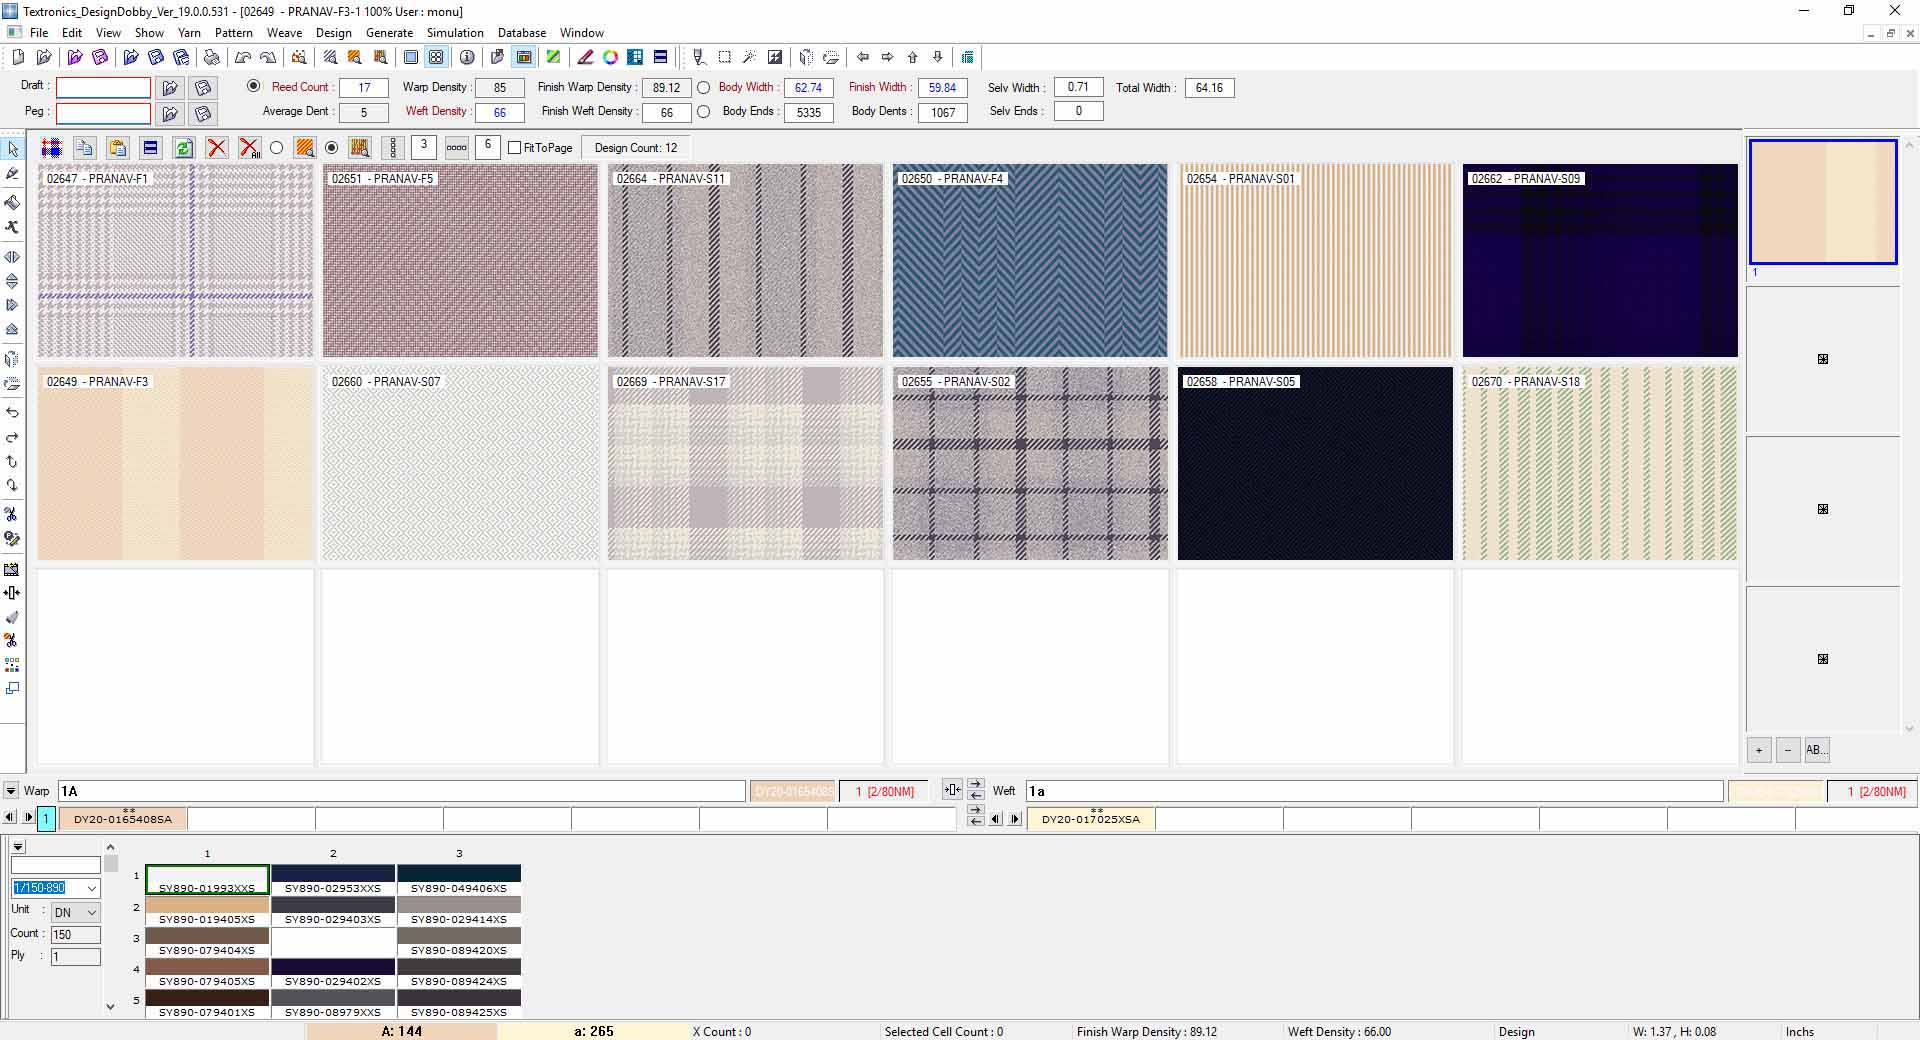 Textronics_DesignDobby_Ver_19.0.0.531 - [02649 - PRANAV-F3-1 100% User : monu]
File Edit View Show Yarn Pattern Weave Design Generate Simulation Database Window
Draft : Reed Count : 17 Warp Density : 85 Finish Warp Density : 89.12 Body Width : 62.74 Finish Width : 59.84 Selv Width : 0.71 Total Width : 64.16
Peg : Average Dent : 5 Weft Density : 66 Finish Weft Density : 66 Body Ends : 5335 Body Dents : 1067 Selv Ends : 0
All 3 6 FitToPage Design Count: 12
02647 - PRANAV-F1 02651 - PRANAV-F5 02664 - PRANAV-S11 02650 - PRANAV-F4 02654 - PRANAV-S01 02662 - PRANAV-S09
1
02649 - PRANAV-F3 02660 - PRANAV-S07 02669 - PRANAV-S17 02655 - PRANAV-S02 02658 - PRANAV-S05 02670 - PRANAV-S18
+ - AB...
Warp 1A DY20-0165408S 1 [2/80NM] Weft 1a 1 [2/80NM]
1 ** DY20-0165408SA ** DY20-017025XSA
1 2 3
1 SY890-01993XXS SY890-02953XXS SY890-049406XS
1/150-890
2 SY890-019405XS SY890-029403XS SY890-029414XS
Unit : DN
Count : 150
3 SY890-079404XS SY890-089420XS
Ply : 1
4 SY890-079405XS SY890-029402XS SY890-089424XS
5 SY890-079401XS SY890-08979XXS SY890-089425XS
A: 144 a: 265 X Count : 0 Selected Cell Count : 0 Finish Warp Density : 89.12 Weft Density : 66.00 Design W: 1.37 , H: 0.08 Inchs